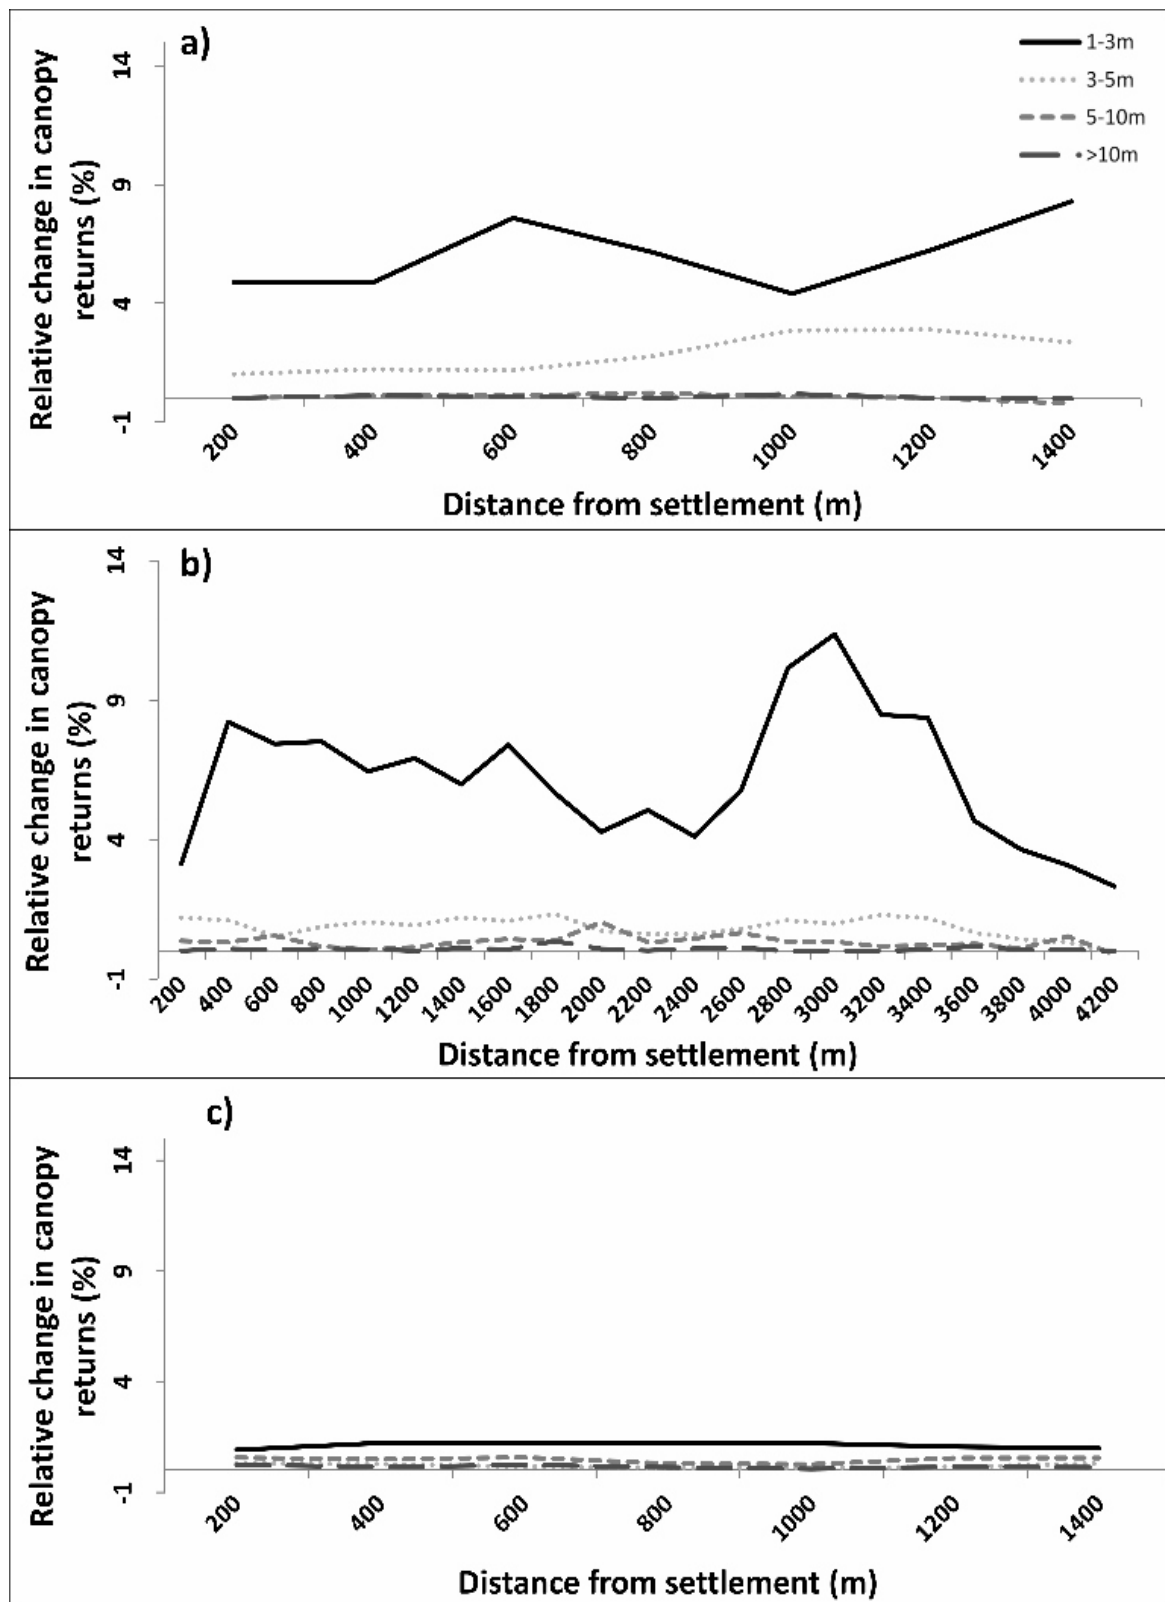 a)
1-3m
3-5m
5-10m
>10m
Relative change in canopy
returns (%)
14
9
4
-1
200 400 600 800 1000 1200 1400
Distance from settlement (m)
b)
Relative change in canopy
returns (%)
14
9
4
-1
200 400 600 800 1000 1200 1400 1600 1800 2000 2200 2400 2600 2800 3000 3200 3400 3600 3800 4000 4200
Distance from settlement (m)
c)
Relative change in canopy
returns (%)
14
9
4
-1
200 400 600 800 1000 1200 1400
Distance from settlement (m)